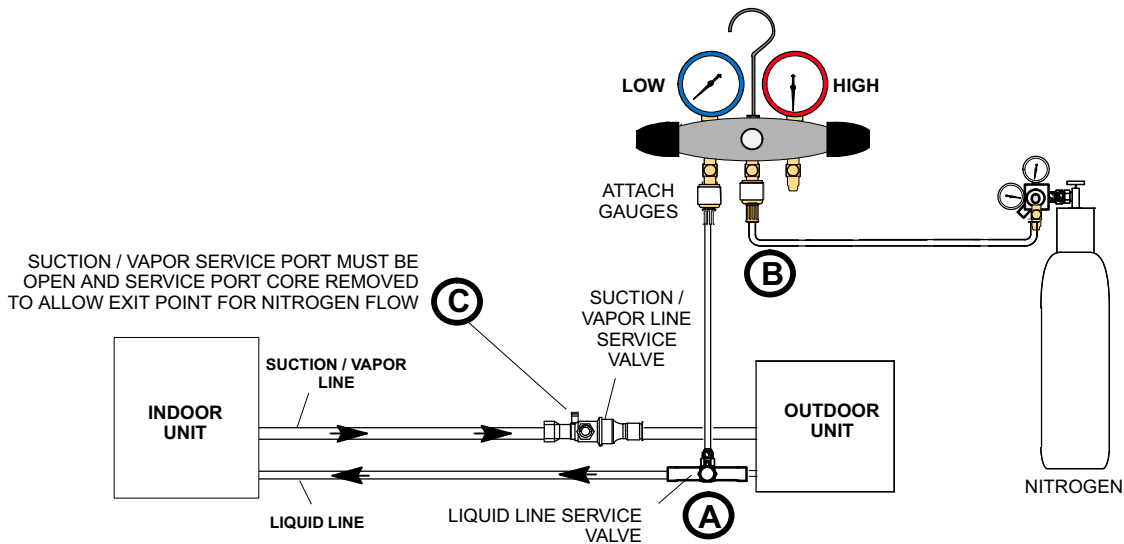 LOW
HIGH
ATTACH
GAUGES
B
SUCTION / VAPOR SERVICE PORT MUST BE
OPEN AND SERVICE PORT CORE REMOVED
TO ALLOW EXIT POINT FOR NITROGEN FLOW
C
SUCTION /
VAPOR LINE
SERVICE
VALVE
SUCTION / VAPOR
LINE
INDOOR
UNIT
OUTDOOR
UNIT
NITROGEN
LIQUID LINE
LIQUID LINE SERVICE
VALVE
A